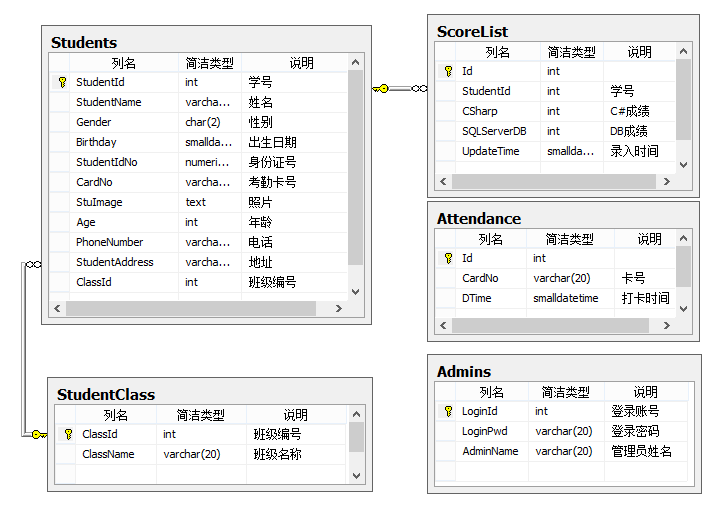 Students
列名 简洁类型 说明
StudentId int 学号
StudentName varcha... 姓名
Gender char(2) 性别
Birthday smallda... 出生日期
StudentIdNo numeri... 身份证号
CardNo varcha... 考勤卡号
StuImage text 照片
Age int 年龄
PhoneNumber varcha... 电话
StudentAddress varcha... 地址
ClassId int 班级编号
StudentClass
列名 简洁类型 说明
ClassId int 班级编号
ClassName varchar(20) 班级名称
ScoreList
列名 简洁类型 说明
Id int
StudentId int 学号
CSharp int C#成绩
SQLServerDB int DB成绩
UpdateTime smallda... 录入时间
Attendance
列名 简洁类型 说明
Id int
CardNo varchar(20) 卡号
DTime smalldatetime 打卡时间
Admins
列名 简洁类型 说明
LoginId int 登录账号
LoginPwd varchar(20) 登录密码
AdminName varchar(20) 管理员姓名